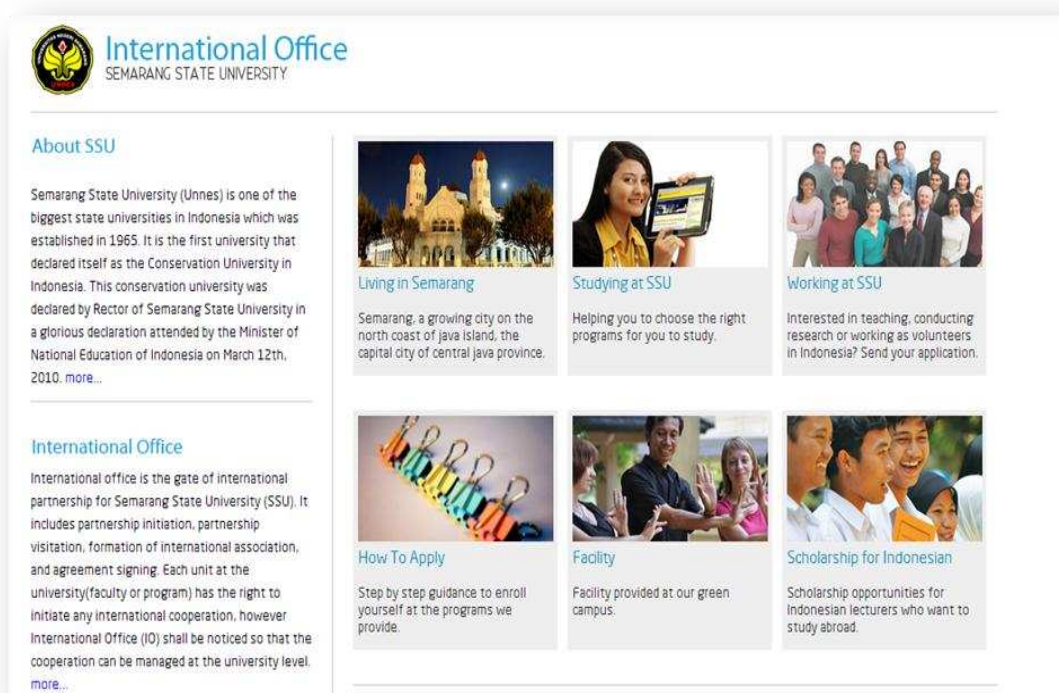 International Office
SEMARANG STATE UNIVERSITY
About SSU
Semarang State University (Unnes) is one of the
biggest state universities in Indonesia which was
established in 1965. It is the first university that
declared itself as the Conservation University in
Indonesia. This conservation university was
declared by Rector of Semarang State University in
a glorious declaration attended by the Minister of
National Education of Indonesia on March 12th,
2010. more...
International Office
International office is the gate of international
partnership for Semarang State University (SSU). It
includes partnership initiation, partnership
visitation, formation of international association,
and agreement signing. Each unit at the
university(faculty or program) has the right to
initiate any international cooperation, however
International Office (IO) shall be noticed so that the
cooperation can be managed at the university level.
more...
Living in Semarang
Semarang, a growing city on the
north coast of java island, the
capital city of central java province.
Studying at SSU
Helping you to choose the right
programs for you to study.
Working at SSU
Interested in teaching, conducting
research or working as volunteers
in Indonesia? Send your application.
How To Apply
Step by step guidance to enroll
yourself at the programs we
provide.
Facility
Facility provided at our green
campus.
Scholarship for Indonesian
Scholarship opportunities for
Indonesian lecturers who want to
study abroad.